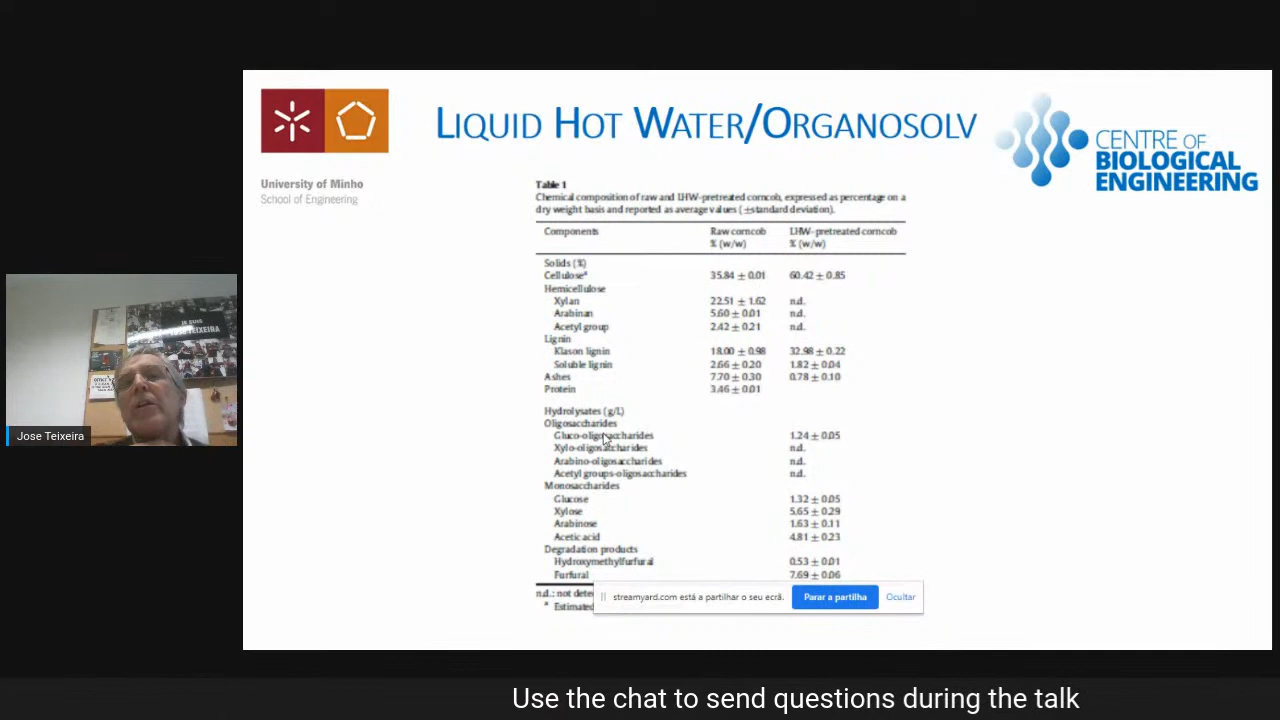 LIQUID HOT WATER/ORGANOSOLV
CENTRE OF
BIOLOGICAL
ENGINEERING
University of Minho
School of Engineering
Table 1
Chemical composition of raw and LHW-pretreated corncob, expressed as percentage on a
dry weight basis and reported as average values (±standard deviation).
Components Raw corncob LHW-pretreated corncob
% (w/w) % (w/w)
Solids (%)
Cellulose^a 35.84 ± 0.01 60.42 ± 0.85
Hemicellulose
Xylan 22.51 ± 1.62 n.d.
Arabinan 5.60 ± 0.01 n.d.
Acetyl group 2.42 ± 0.21 n.d.
Lignin
Klason lignin 18.00 ± 0.98 32.98 ± 0.22
Soluble lignin 2.66 ± 0.20 1.82 ± 0.04
Ashes 7.70 ± 0.30 0.78 ± 0.10
Protein 3.46 ± 0.01
Hydrolysates (g/L)
Oligosaccharides
Gluco-oligosaccharides 1.24 ± 0.05
Xylo-oligosaccharides n.d.
Arabino-oligosaccharides n.d.
Acetyl groups-oligosaccharides n.d.
Monosaccharides
Glucose 1.32 ± 0.05
Xylose 5.65 ± 0.29
Arabinose 1.63 ± 0.11
Acetic acid 4.81 ± 0.23
Degradation products
Hydroxymethylfurfural 0.53 ± 0.01
Furfural 7.69 ± 0.06
n.d.: not dete
a Estimated
streamyard.com está a partilhar o seu ecrã.
Parar a partilha
Ocultar
TEIXEIRA
Jose Teixeira
Use the chat to send questions during the talk